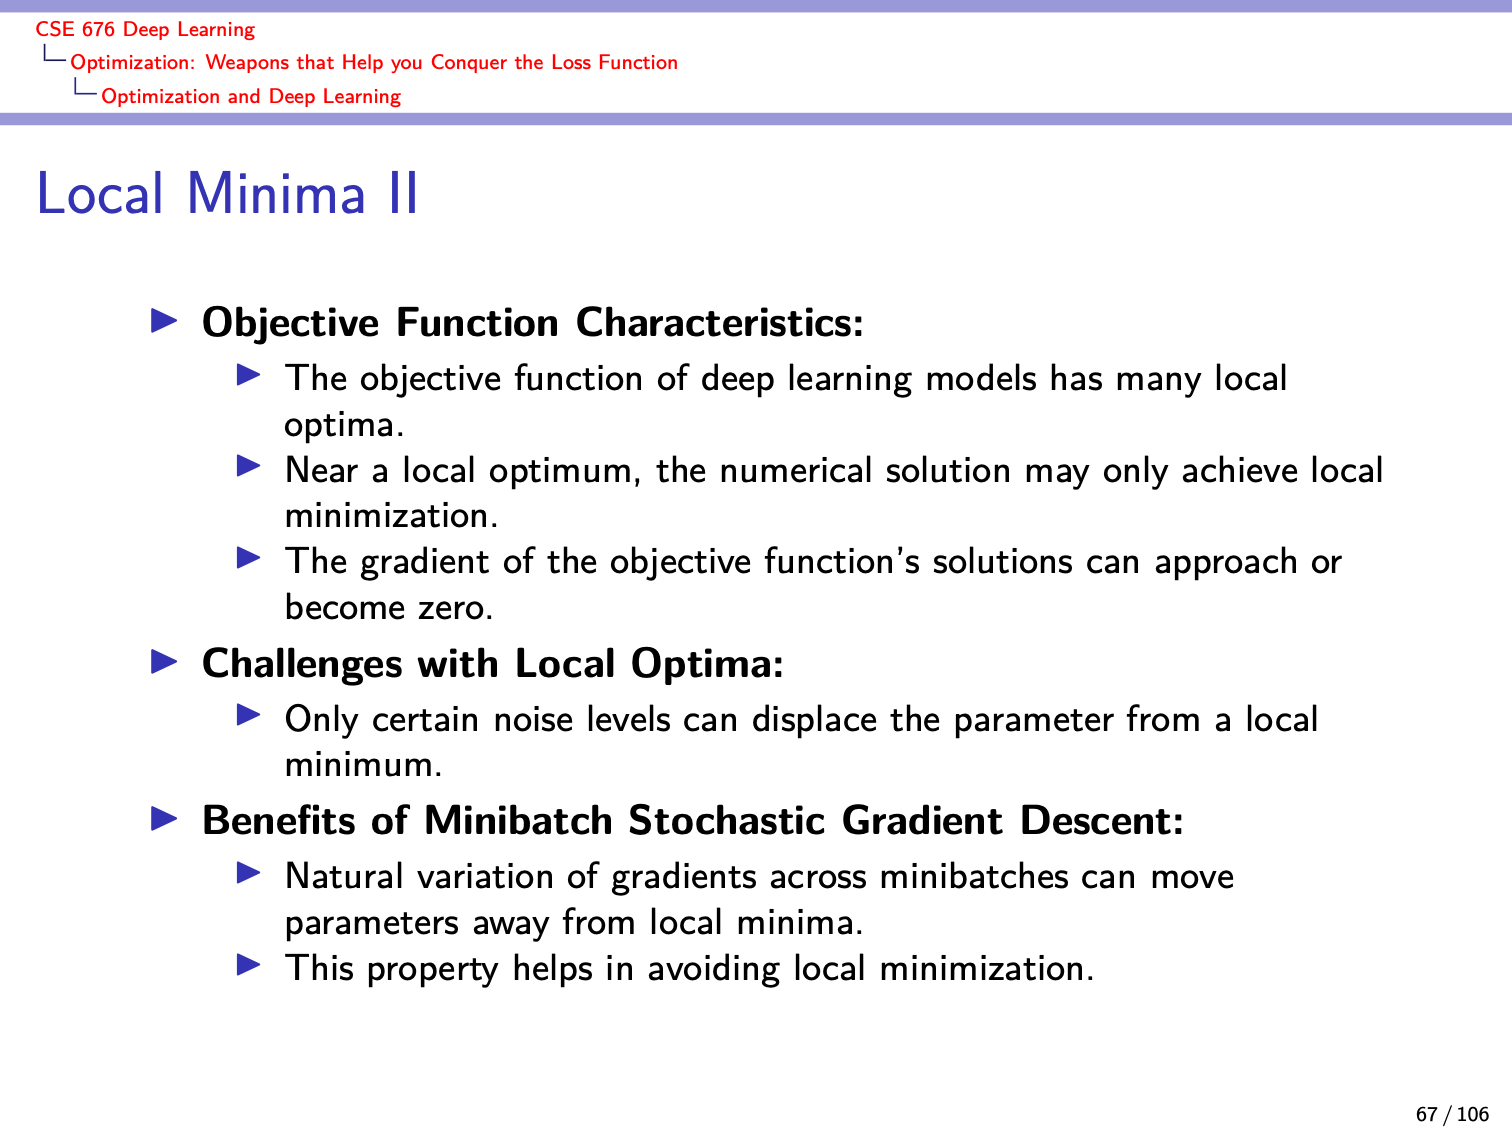 CSE 676 Deep Learning
Optimization: Weapons that Help you Conquer the Loss Function
Optimization and Deep Learning
Local Minima II
Objective Function Characteristics:
The objective function of deep learning models has many local
optima.
Near a local optimum, the numerical solution may only achieve local
minimization.
The gradient of the objective function's solutions can approach or
become zero.
Challenges with Local Optima:
Only certain noise levels can displace the parameter from a local
minimum.
Benefits of Minibatch Stochastic Gradient Descent:
Natural variation of gradients across minibatches can move
parameters away from local minima.
This property helps in avoiding local minimization.
67 / 106